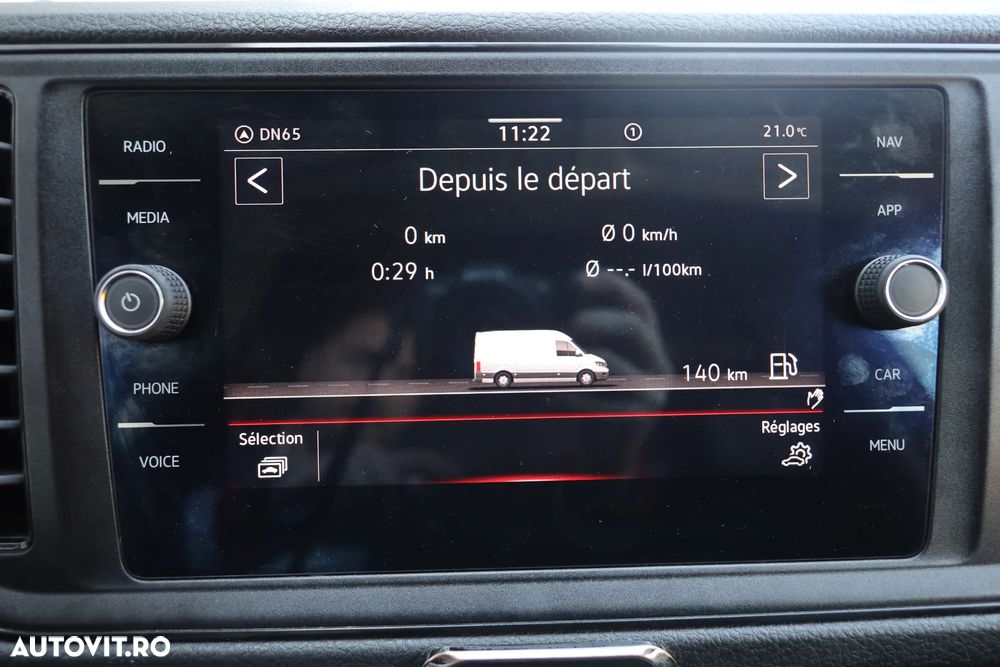 RADIO
MEDIA
PHONE
VOICE
DN65 11:22 1 21.0°C
< Depuis le départ >
0 km Ø 0 km/h
0:29 h Ø --.- l/100km
140 km
Sélection Réglages
NAV
APP
CAR
MENU
AUTOVIT.RO